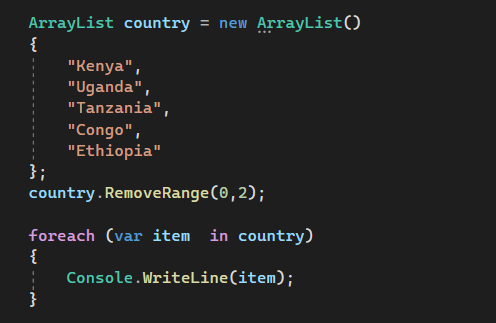 ArrayList country = new ArrayList()
{
    "Kenya",
    "Uganda",
    "Tanzania",
    "Congo",
    "Ethiopia"
};
country.RemoveRange(0,2);

foreach (var item  in country)
{
    Console.WriteLine(item);
}